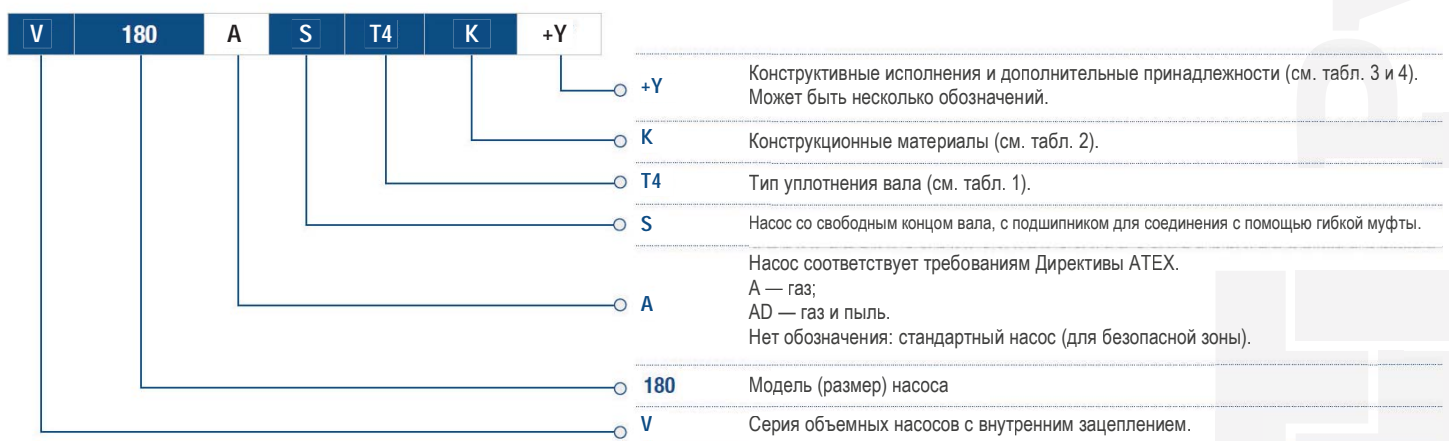 V 180 A S T4 K +Y
+Y Конструктивные исполнения и дополнительные принадлежности (см. табл. 3 и 4).
Может быть несколько обозначений.
K Конструкционные материалы (см. табл. 2).
T4 Тип уплотнения вала (см. табл. 1).
S Насос со свободным концом вала, с подшипником для соединения с помощью гибкой муфты.
Насос соответствует требованиям Директивы ATEX.
A A — газ;
AD — газ и пыль.
Нет обозначения: стандартный насос (для безопасной зоны).
180 Модель (размер) насоса
V Серия объемных насосов с внутренним зацеплением.